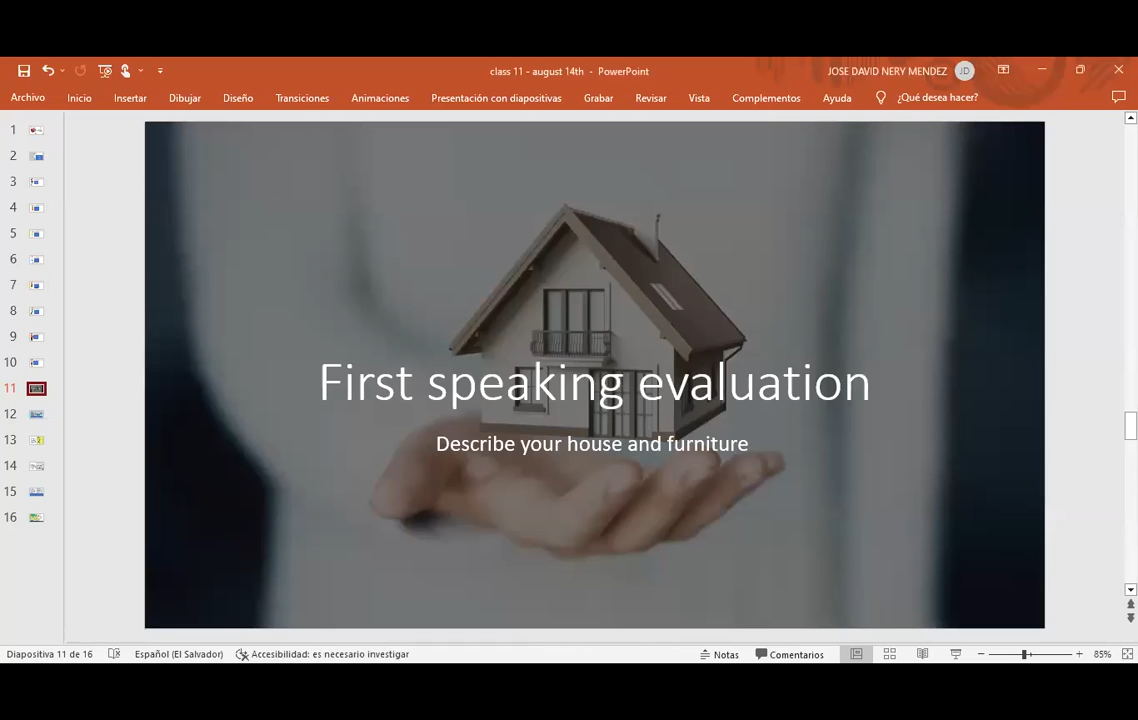 class 11 - august 14th - PowerPoint
JOSE DAVID NERY MENDEZ JD
Archivo Inicio Insertar Dibujar Diseño Transiciones Animaciones Presentación con diapositivas Grabar Revisar Vista Complementos Ayuda ¿Qué desea hacer?
1
2
3
4
5
6
7
8
9
10
11
12
13
14
15
16
First speaking evaluation
Describe your house and furniture
Diapositiva 11 de 16 Español (El Salvador) Accesibilidad: es necesario investigar Notas Comentarios 85%